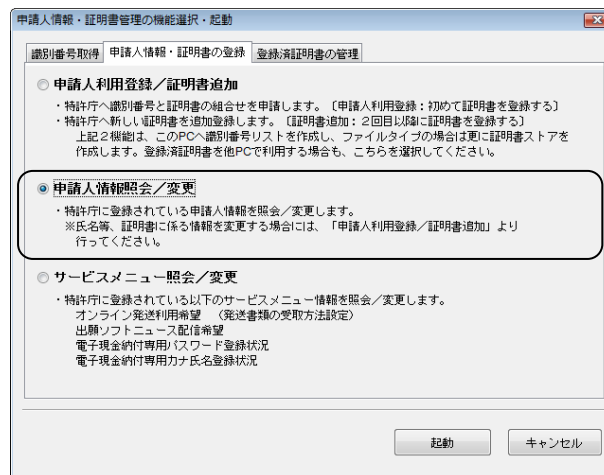 申請人情報・証明書管理の機能選択・起動
識別番号取得 申請人情報・証明書の登録 登録済証明書の管理
申請人利用登録／証明書追加
・特許庁へ識別番号と証明書の組合せを申請します。〔申請人利用登録：初めて証明書を登録する〕
・特許庁へ新しい証明書を追加登録します。〔証明書追加：２回目以降に証明書を登録する〕
上記２機能は、このPCへ識別番号リストを作成し、ファイルタイプの場合は更に証明書ストアを
作成します。登録済証明書を他PCで利用する場合も、こちらを選択してください。
申請人情報照会／変更
・特許庁に登録されている申請人情報を照会／変更します。
※氏名等、証明書に係る情報を変更する場合には、「申請人利用登録／証明書追加」より
行ってください。
サービスメニュー照会／変更
・特許庁に登録されている以下のサービスメニュー情報を照会／変更します。
オンライン発送利用希望　（発送書類の受取方法設定）
出願ソフトニュース配信希望
電子現金納付専用パスワード登録状況
電子現金納付専用カナ氏名登録状況
起動 キャンセル